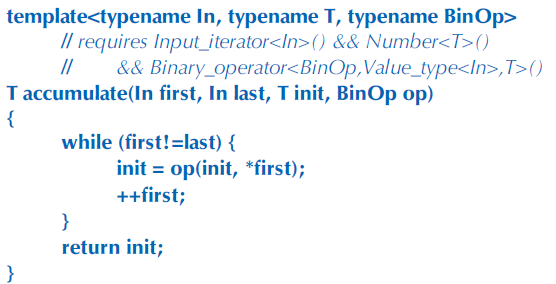 template<typename In, typename T, typename BinOp>
// requires Input_iterator<In>() && Number<T>()
// && Binary_operator<BinOp,Value_type<In>,T>()
T accumulate(In first, In last, T init, BinOp op)
{
while (first!=last) {
init = op(init, *first);
++first;
}
return init;
}